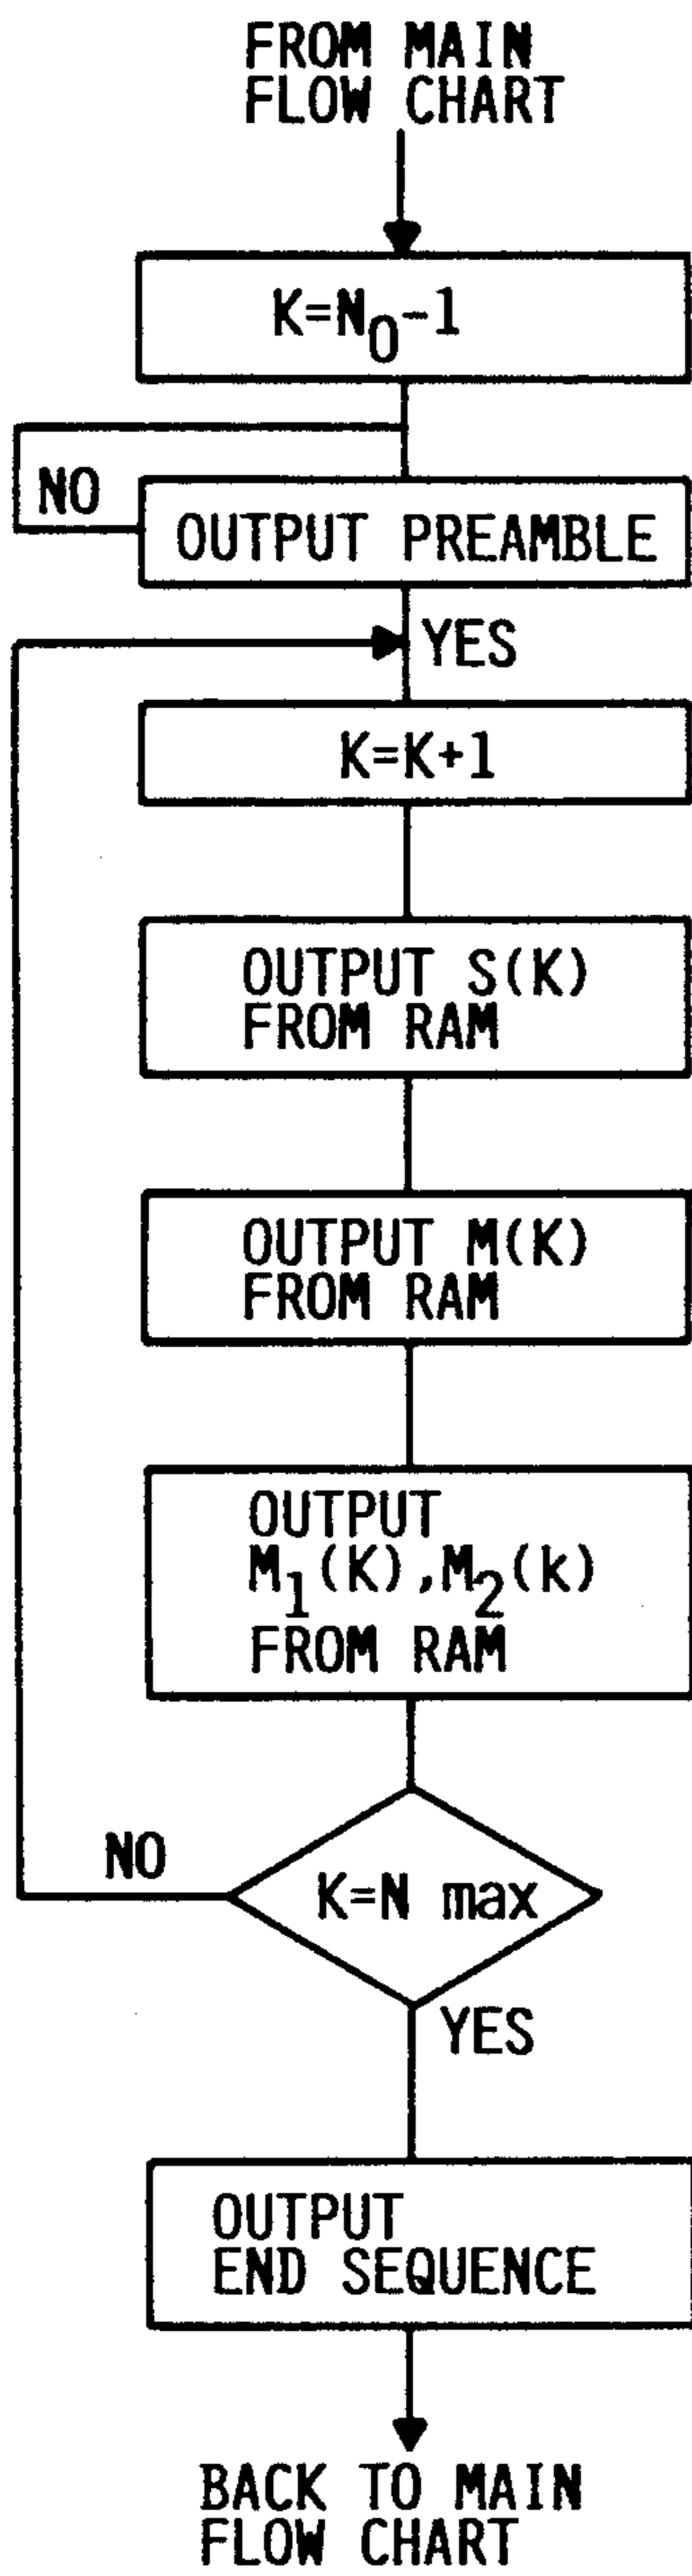 FROM MAIN
FLOW CHART
K=N₀-1
NO
OUTPUT PREAMBLE
YES
K=K+1
OUTPUT S(K)
FROM RAM
OUTPUT M(K)
FROM RAM
OUTPUT
M₁(K),M₂(k)
FROM RAM
NO
K=N max
YES
OUTPUT
END SEQUENCE
BACK TO MAIN
FLOW CHART